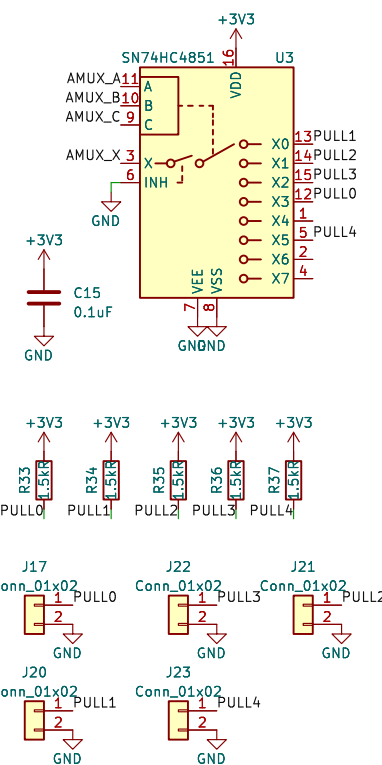 +3V3
SN74HC4851 U3
16
VDD
AMUX_A 11 A
AMUX_B 10 B
AMUX_C 9 C
13 PULL1 X0
AMUX_X 3 X
14 PULL2 X1
6 INH
15 PULL3 X2
12 PULL0 X3
GND
1 X4
5 PULL4 X5
2 X6
4 X7
VEE VSS
7 8
GND GND
+3V3
C15
0.1uF
GND
+3V3 +3V3 +3V3 +3V3 +3V3
R33 1.5kR R34 1.5kR R35 1.5kR R36 1.5kR R37 1.5kR
PULL0 PULL1 PULL2 PULL3 PULL4
J17 J22 J21
onn_01x02 Conn_01x02 Conn_01x02
1 PULL0 1 PULL3 1 PULL2
2 2 2
GND GND GND
J20 J23
onn_01x02 Conn_01x02
1 PULL1 1 PULL4
2 2
GND GND